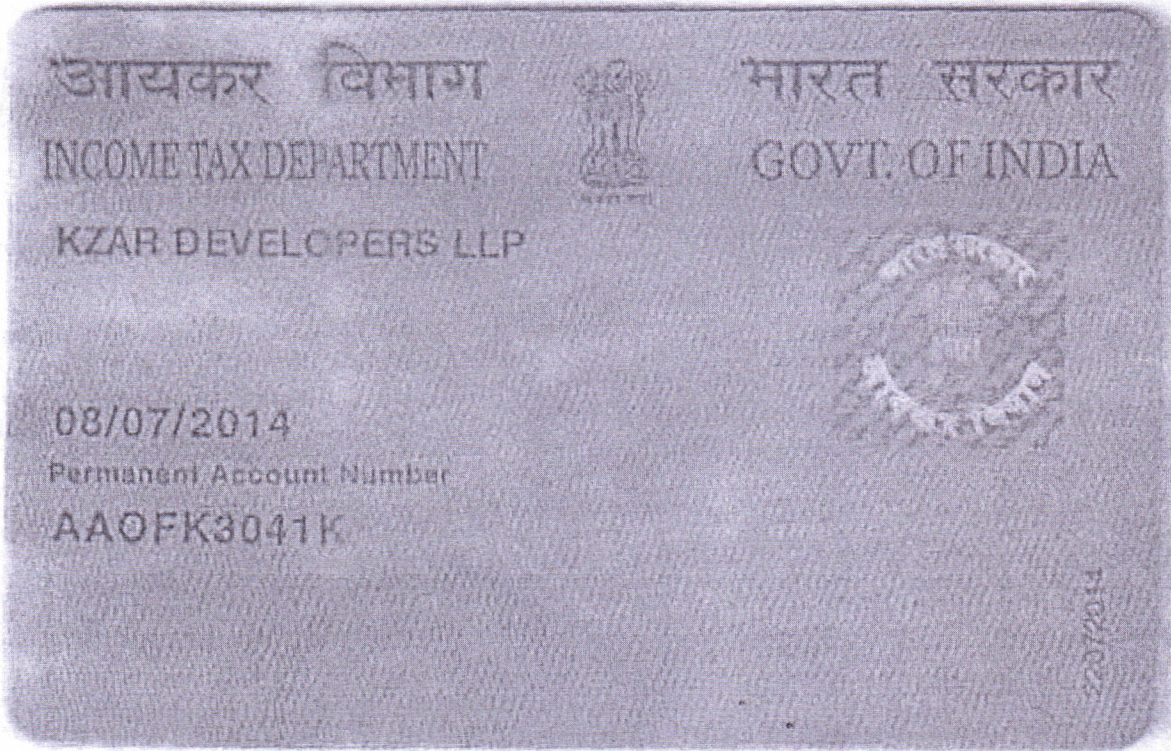 आयकर विभाग
INCOME TAX DEPARTMENT
भारत सरकार
GOVT. OF INDIA
KZAR DEVELOPERS LLP
08/07/2014
Permanent Account Number
AAOFK3041K
22072014